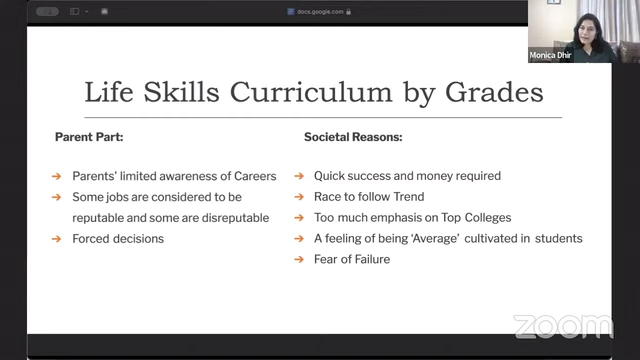 docs.google.com
Monica Dhir
Life Skills Curriculum by Grades
Parent Part:
→ Parents' limited awareness of Careers
→ Some jobs are considered to be
reputable and some are disreputable
→ Forced decisions
Societal Reasons:
→ Quick success and money required
→ Race to follow Trend
→ Too much emphasis on Top Colleges
→ A feeling of being ‘Average’ cultivated in students
→ Fear of Failure
zoom